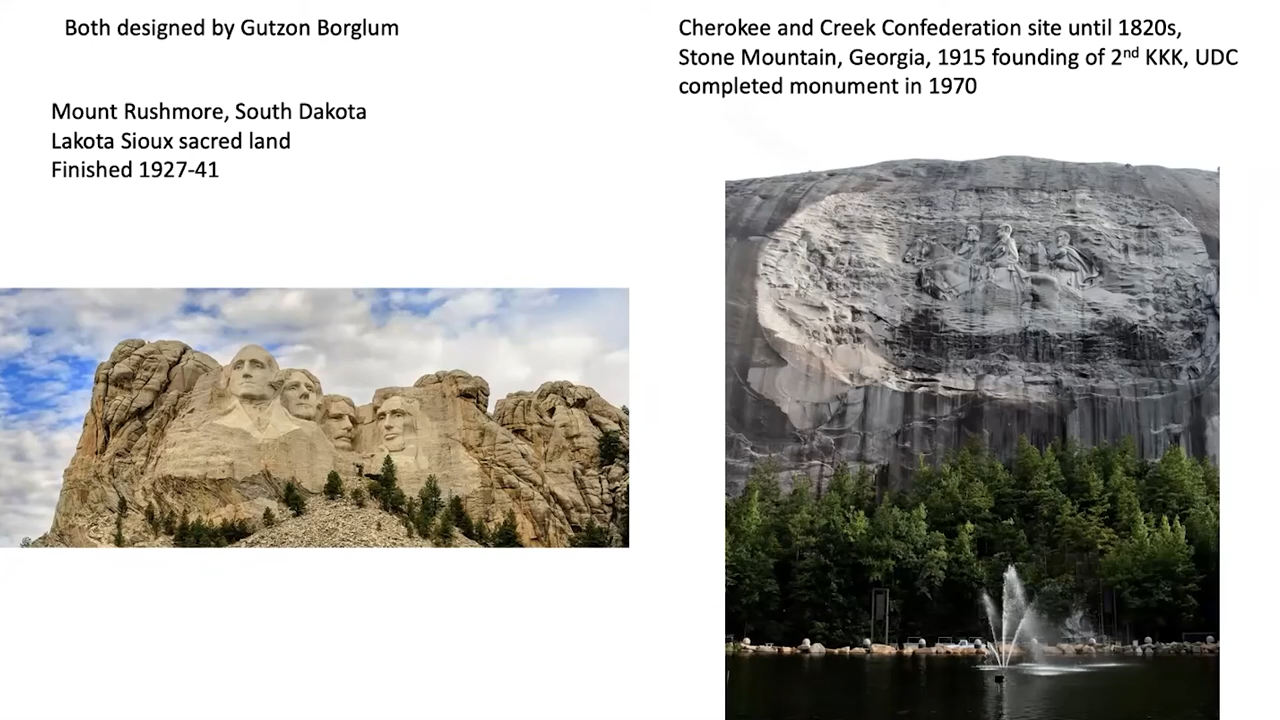 Both designed by Gutzon Borglum
Mount Rushmore, South Dakota
Lakota Sioux sacred land
Finished 1927-41
Cherokee and Creek Confederation site until 1820s,
Stone Mountain, Georgia, 1915 founding of 2nd KKK, UDC
completed monument in 1970